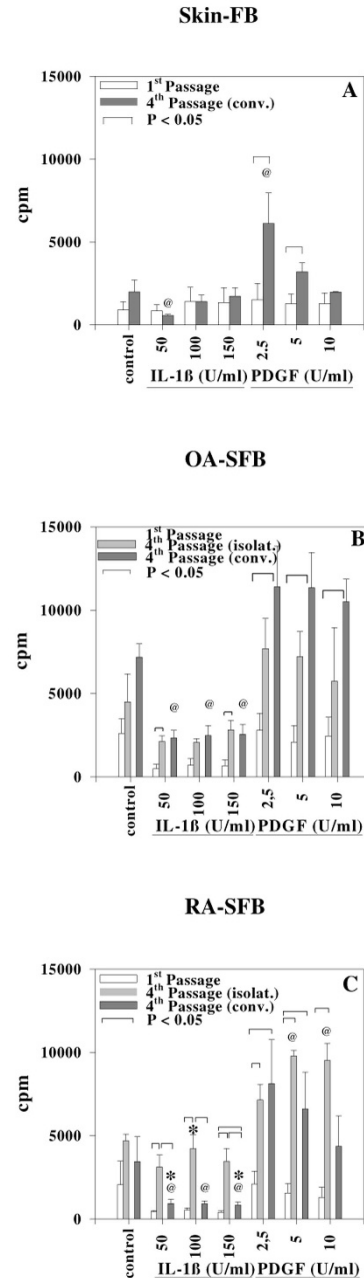 Skin-FB
15000
10000
5000
0
cpm
1st Passage
4th Passage (conv.)
P < 0.05
A
@
@
control
50
100
150
2.5
5
10
IL-1ß (U/ml) PDGF (U/ml)
OA-SFB
15000
10000
5000
0
cpm
1st Passage
4th Passage (isolat.)
4th Passage (conv.)
P < 0.05
B
@ @ @
control
50
100
150
2,5
5
10
IL-1ß (U/ml) PDGF (U/ml)
RA-SFB
15000
10000
5000
0
cpm
1st Passage
4th Passage (isolat.)
4th Passage (conv.)
P < 0.05
C
@ @
*
* *
@ @ @
control
50
100
150
2,5
5
10
IL-1ß (U/ml) PDGF (U/ml)